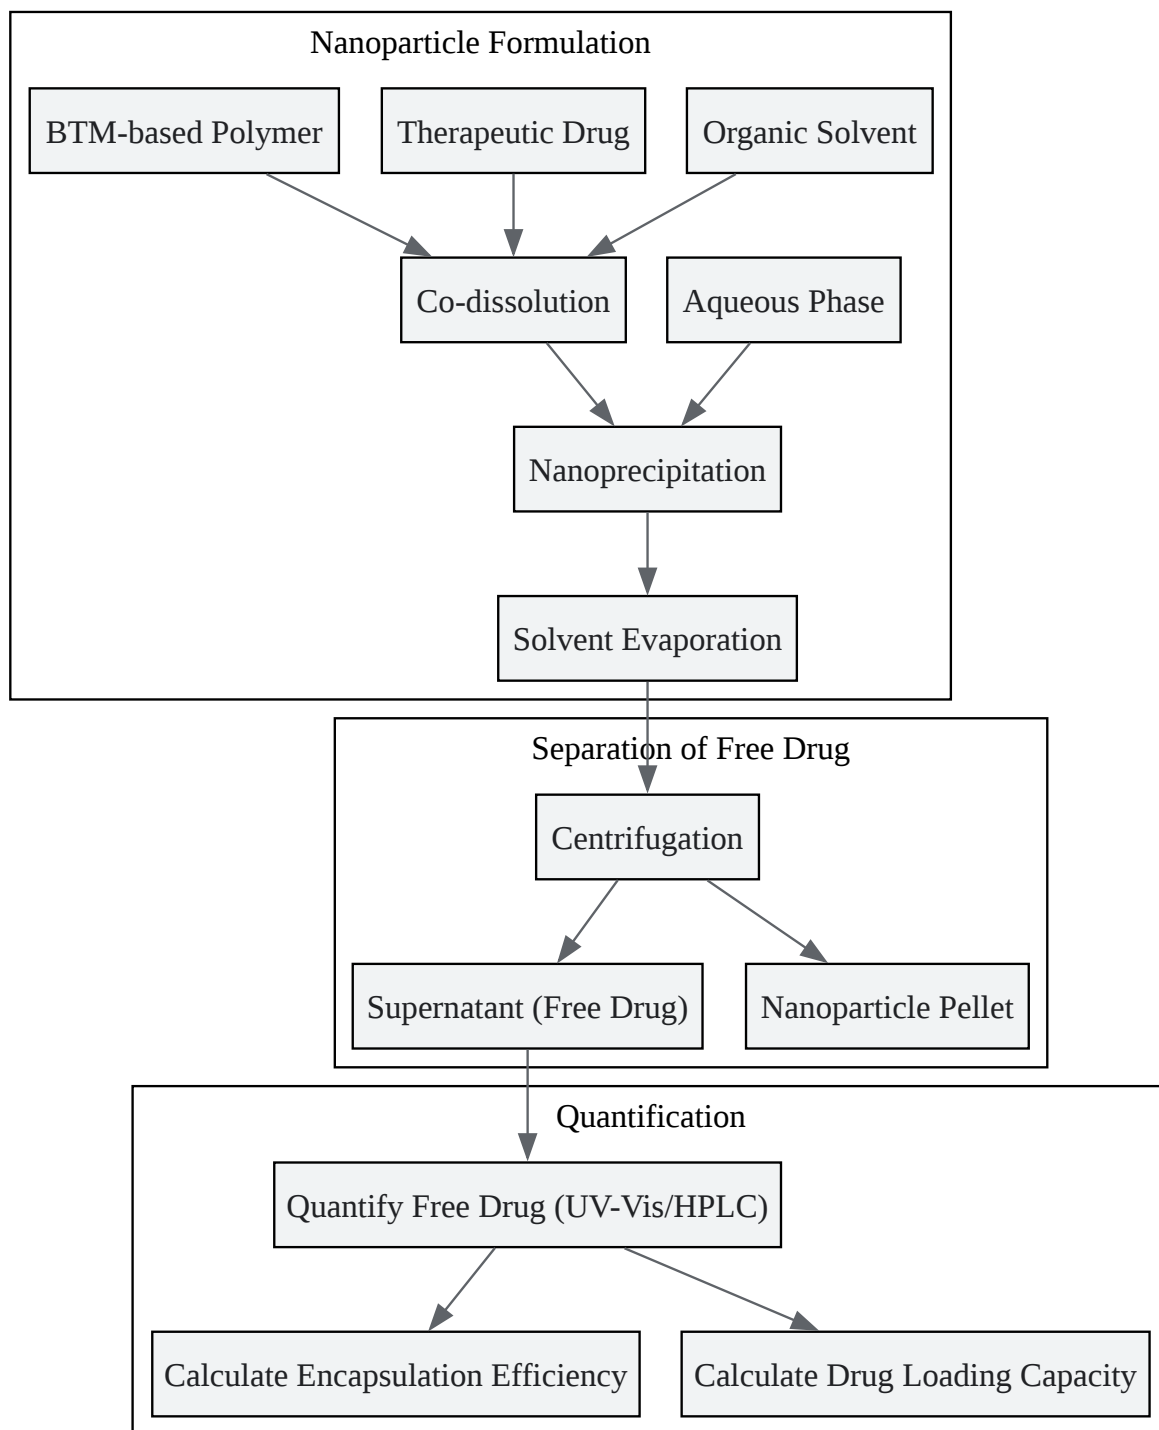 Nanoparticle Formulation
BTM-based Polymer
Therapeutic Drug
Organic Solvent
Co-dissolution
Aqueous Phase
Nanoprecipitation
Solvent Evaporation
Separation of Free Drug
Centrifugation
Supernatant (Free Drug)
Nanoparticle Pellet
Quantification
Quantify Free Drug (UV-Vis/HPLC)
Calculate Encapsulation Efficiency
Calculate Drug Loading Capacity